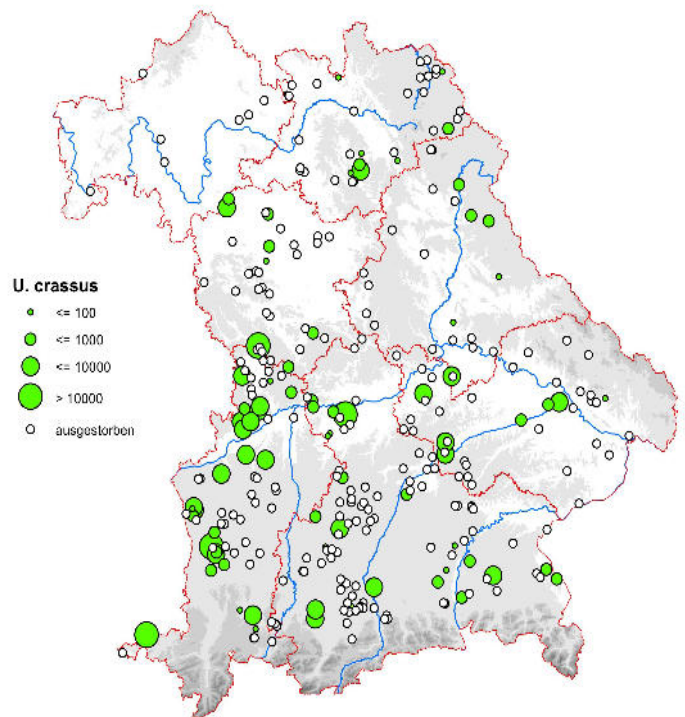 U. crassus
<= 100
<= 1000
<= 10000
> 10000
ausgestorben